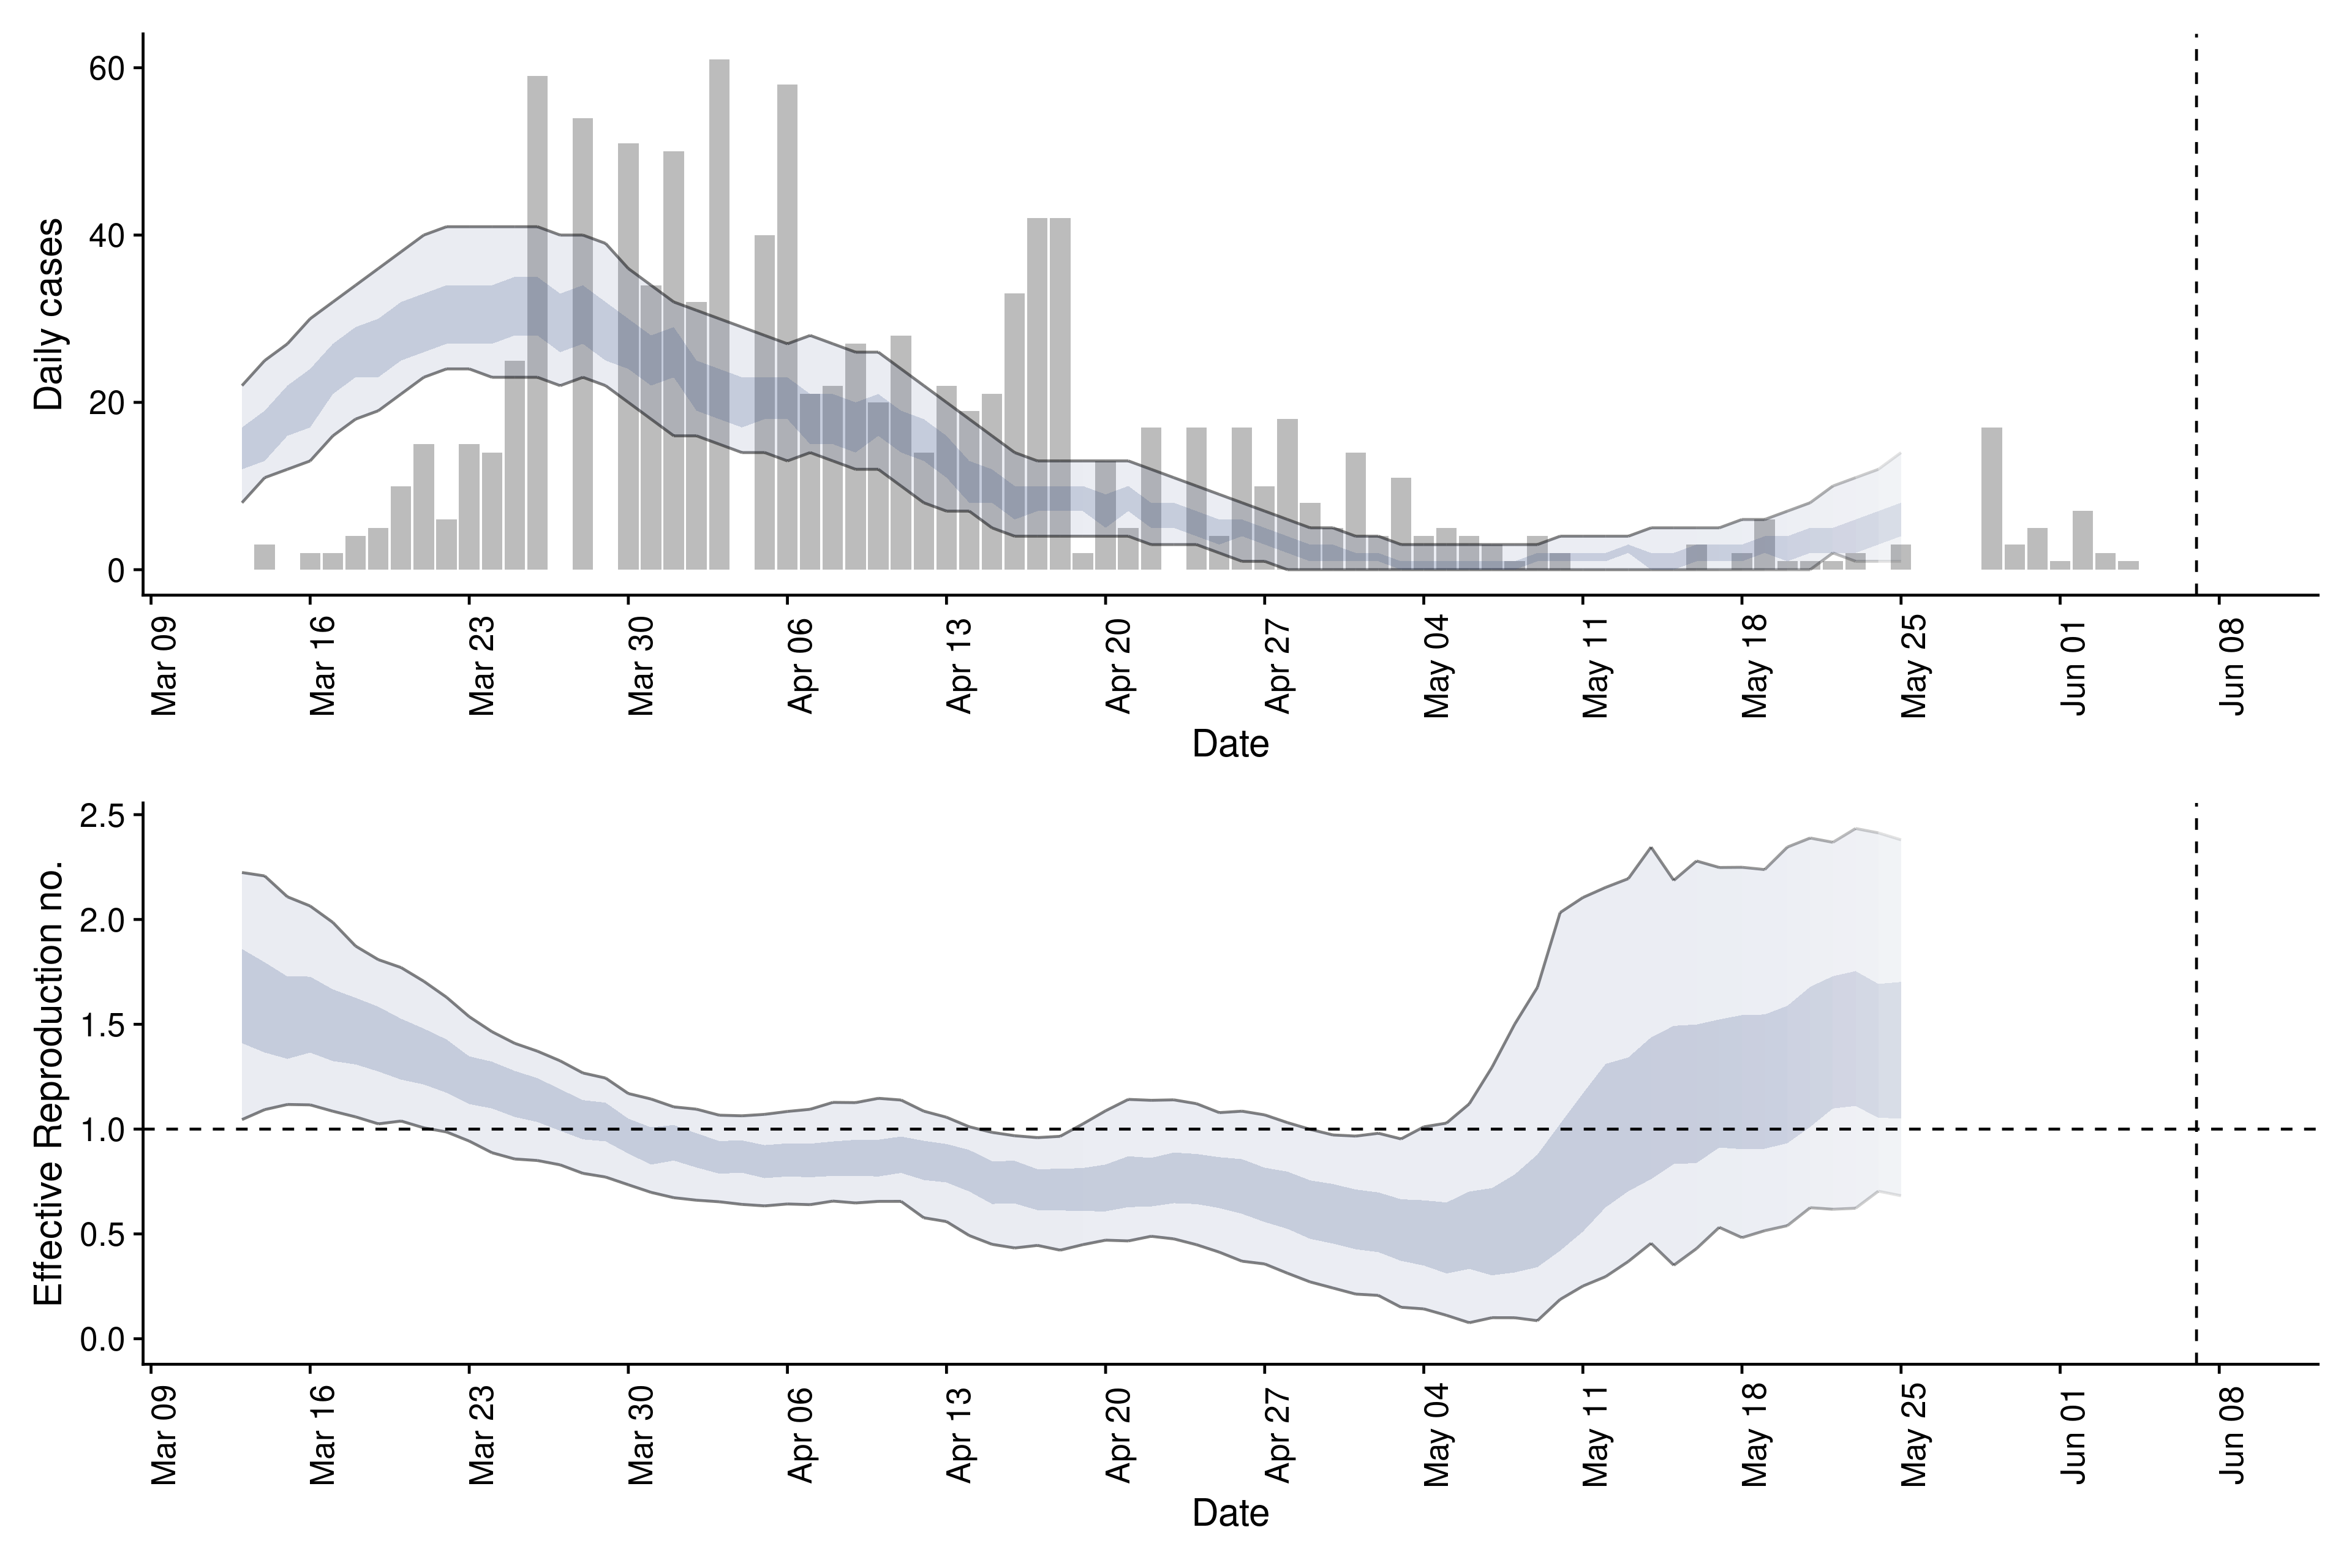 Daily cases
60
40
20
0
Mar 09
Mar 16
Mar 23
Mar 30
Apr 06
Apr 13
Apr 20
Apr 27
May 04
May 11
May 18
May 25
Jun 01
Jun 08
Date
Effective Reproduction no.
2.5
2.0
1.5
1.0
0.5
0.0
Mar 09
Mar 16
Mar 23
Mar 30
Apr 06
Apr 13
Apr 20
Apr 27
May 04
May 11
May 18
May 25
Jun 01
Jun 08
Date